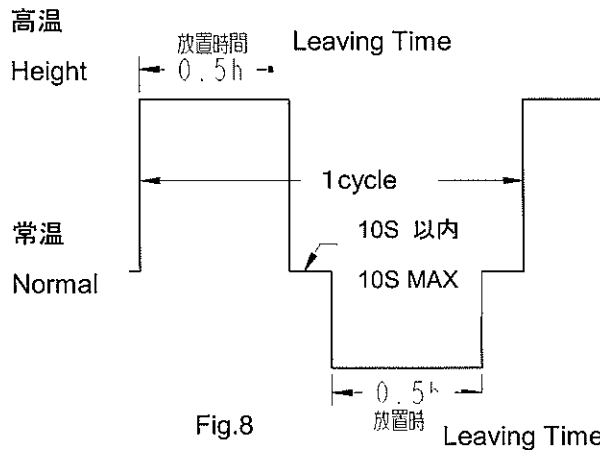 高温
放置時間
Leaving Time
Height
0.5h
1cycle
常温
10S 以内
Normal
10S MAX
0.5h
放置時
Fig.8
Leaving Time